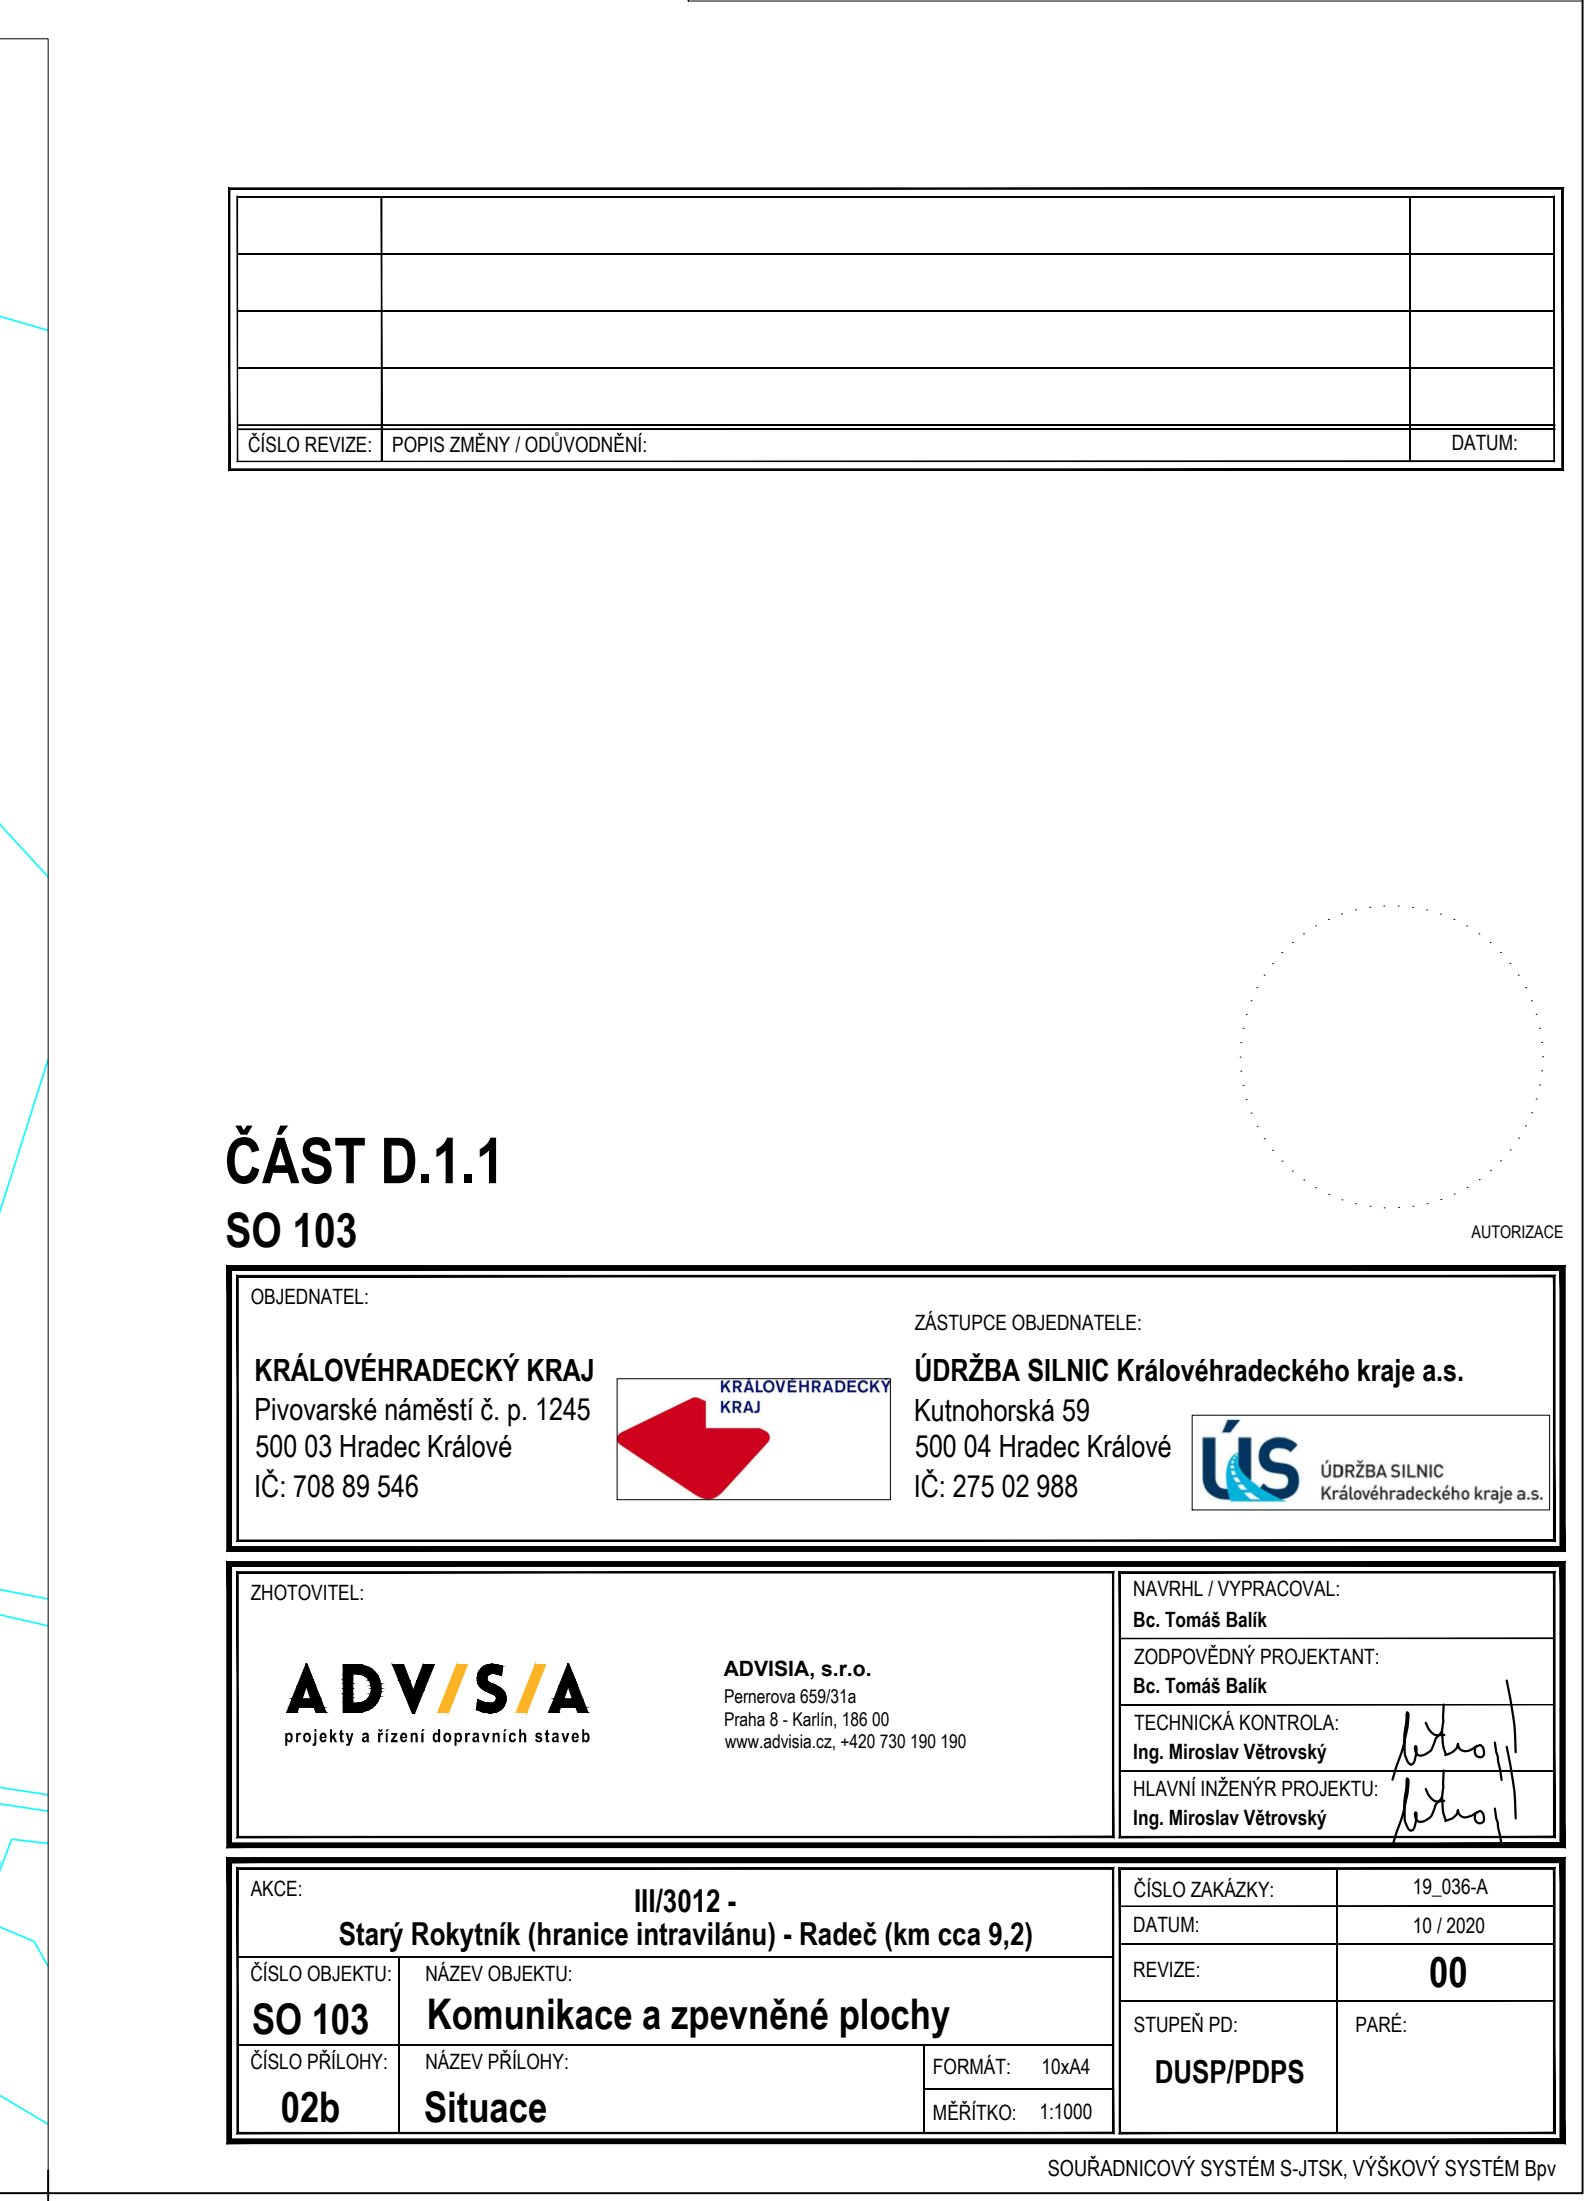 ČÍSLO REVIZE: POPIS ZMĚNY / ODŮVODNĚNÍ: DATUM:
ČÁST D.1.1
SO 103
AUTORIZACE
OBJEDNATEL:
KRÁLOVÉHRADECKÝ KRAJ
Pivovarské náměstí č. p. 1245
500 03 Hradec Králové
IČ: 708 89 546
KRÁLOVÉHRADECKÝ
KRAJ
ZÁSTUPCE OBJEDNATELE:
ÚDRŽBA SILNIC Královéhradeckého kraje a.s.
Kutnohorská 59
500 04 Hradec Králové
IČ: 275 02 988
ÚS
ÚDRŽBA SILNIC
Královéhradeckého kraje a.s.
ZHOTOVITEL:
ADVISIA
projekty a řízení dopravních staveb
ADVISIA, s.r.o.
Pernerova 659/31a
Praha 8 - Karlín, 186 00
www.advisia.cz, +420 730 190 190
NAVRHL / VYPRACOVAL:
Bc. Tomáš Balík
ZODPOVĚDNÝ PROJEKTANT:
Bc. Tomáš Balík
TECHNICKÁ KONTROLA:
Ing. Miroslav Větrovský
HLAVNÍ INŽENÝR PROJEKTU:
Ing. Miroslav Větrovský
AKCE:
III/3012 -
Starý Rokytník (hranice intravilánu) - Radeč (km cca 9,2)
ČÍSLO OBJEKTU:
SO 103
NÁZEV OBJEKTU:
Komunikace a zpevněné plochy
ČÍSLO PŘÍLOHY:
02b
NÁZEV PŘÍLOHY:
Situace
FORMÁT: 10xA4
MĚŘÍTKO: 1:1000
ČÍSLO ZAKÁZKY: 19_036-A
DATUM: 10 / 2020
REVIZE: 00
STUPEŇ PD:
DUSP/PDPS
PARÉ:
SOUŘADNICOVÝ SYSTÉM S-JTSK, VÝŠKOVÝ SYSTÉM Bpv